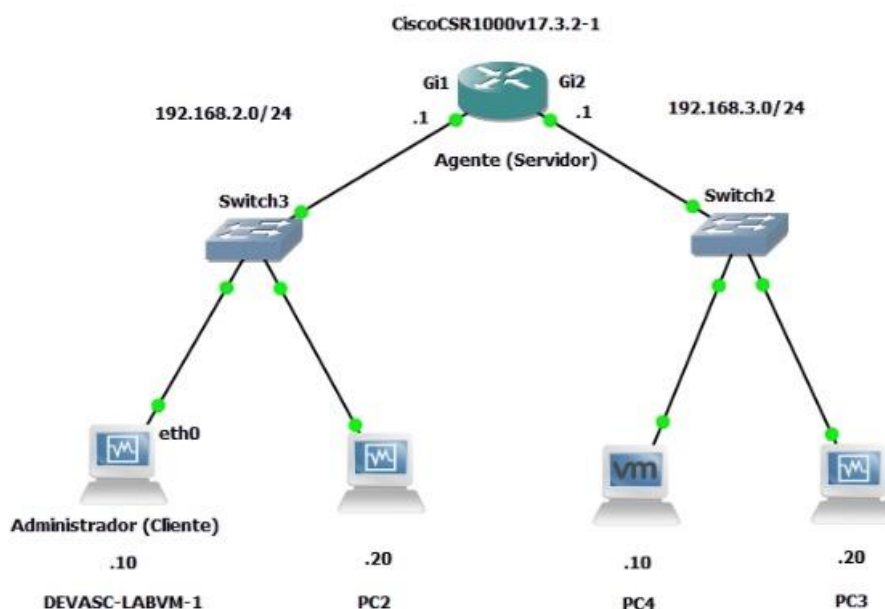 CiscoCSR1000v17.3.2-1
Gi1
Gi2
192.168.2.0/24
192.168.3.0/24
.1
.1
Agente (Servidor)
Switch3
Switch2
eth0
vm
Administrador (Cliente)
.10
.20
.10
.20
DEVASC-LABVM-1
PC2
PC4
PC3